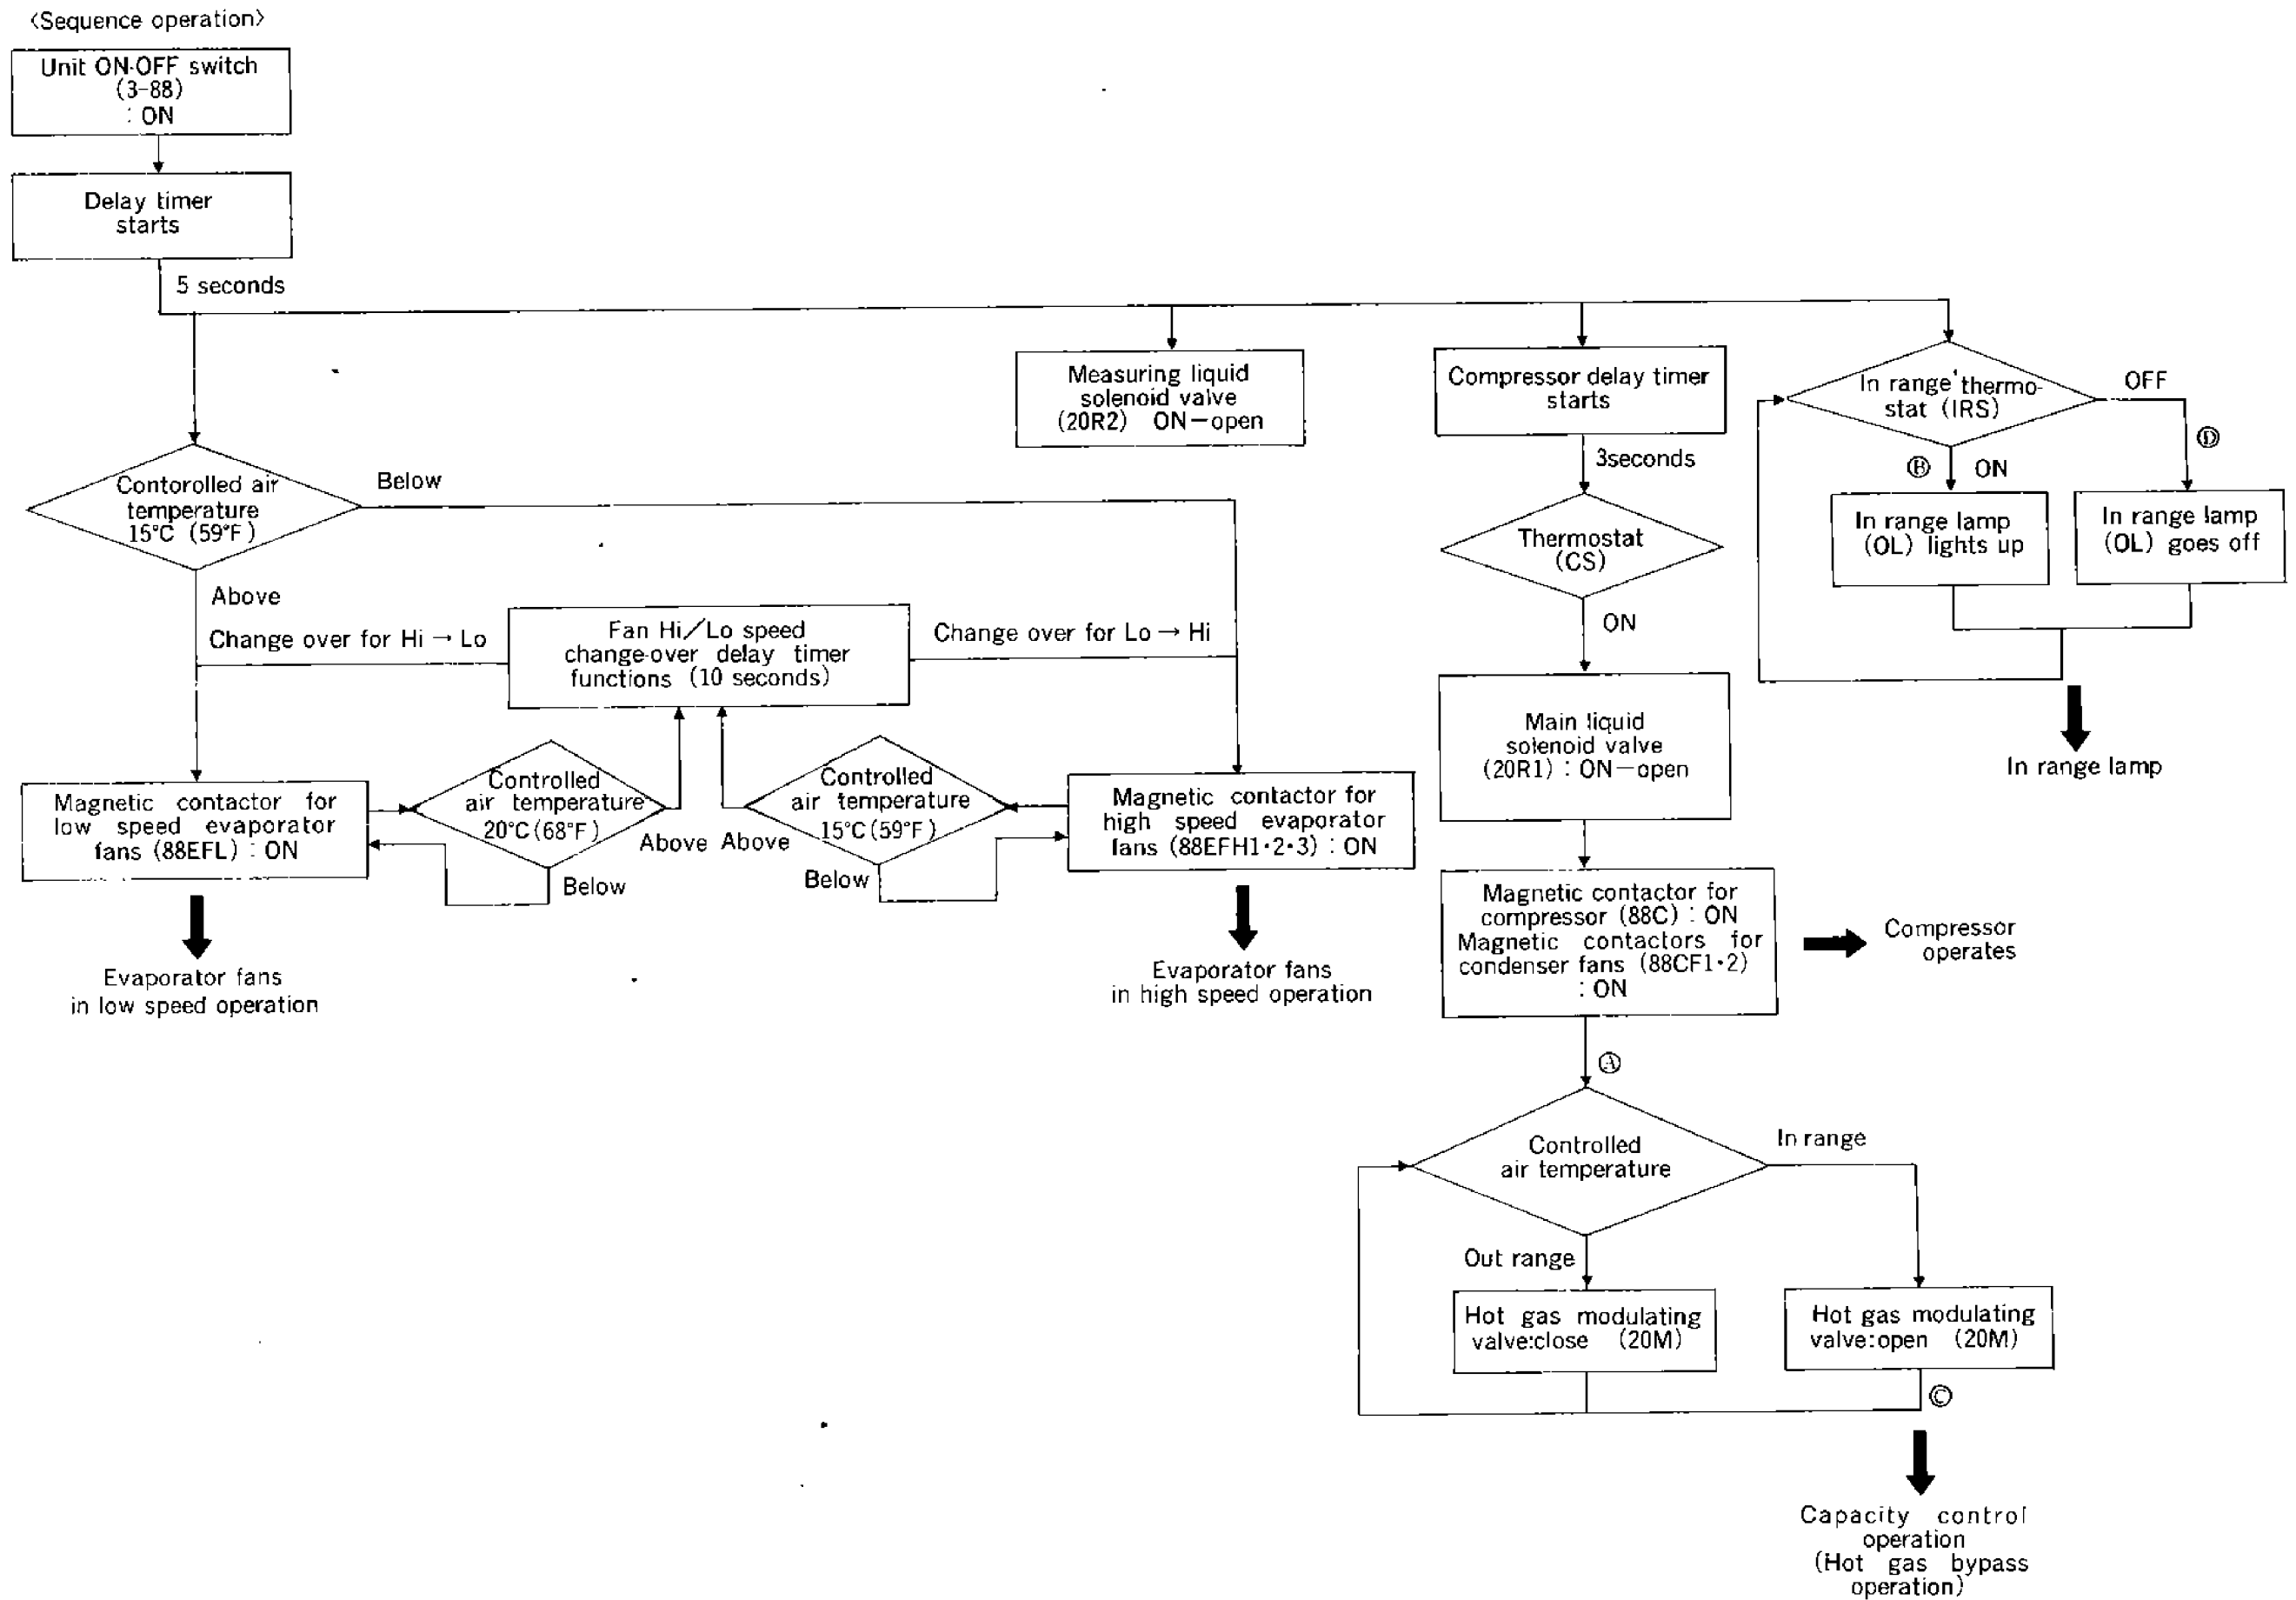 〈Sequence operation〉
Unit ON-OFF switch
(3-88)
: ON
Delay timer
starts
5 seconds
Measuring liquid
solenoid valve
(20R2) ON－open
Compressor delay timer
starts
3seconds
In range thermo-
stat (IRS)
OFF
Ⓓ
Ⓑ ON
In range lamp
(OL) lights up
In range lamp
(OL) goes off
In range lamp
Contorolled air
temperature
15°C (59°F)
Below
Above
Change over for Hi → Lo
Fan Hi／Lo speed
change-over delay timer
functions (10 seconds)
Change over for Lo → Hi
Thermostat
(CS)
ON
Main liquid
solenoid valve
(20R1) : ON－open
Magnetic contactor for
low speed evaporator
fans (88EFL) : ON
Controlled
air temperature
20°C(68°F)
Above
Below
Controlled
air temperature
15°C(59°F)
Above
Below
Magnetic contactor for
high speed evaporator
fans (88EFH1·2·3) : ON
Evaporator fans
in low speed operation
Evaporator fans
in high speed operation
Magnetic contactor for
compressor (88C) : ON
Magnetic contactors for
condenser fans (88CF1·2)
: ON
Compressor
operates
Ⓐ
Controlled
air temperature
In range
Out range
Hot gas modulating
valve:close (20M)
Hot gas modulating
valve:open (20M)
Ⓒ
Capacity control
operation
(Hot gas bypass
operation)